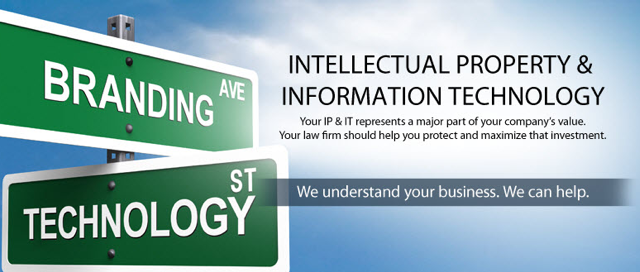 BRANDING AVE
TECHNOLOGY ST
INTELLECTUAL PROPERTY &
INFORMATION TECHNOLOGY
Your IP & IT represents a major part of your company's value.
Your law firm should help you protect and maximize that investment.
We understand your business. We can help.